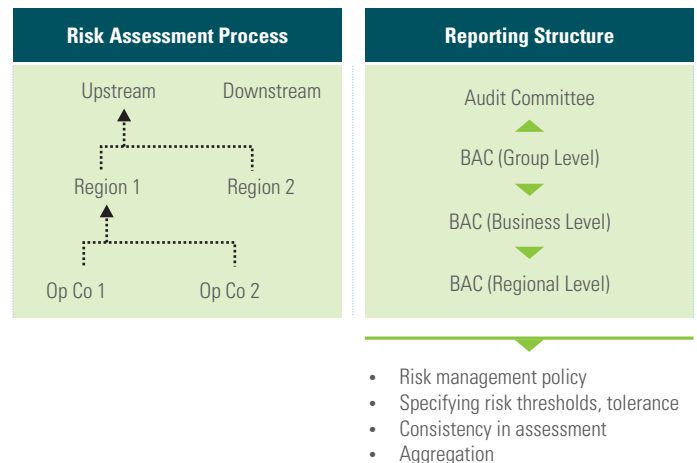 Risk Assessment Process
Upstream Downstream
Region 1 Region 2
Op Co 1 Op Co 2
Reporting Structure
Audit Committee
BAC (Group Level)
BAC (Business Level)
BAC (Regional Level)
• Risk management policy
• Specifying risk thresholds, tolerance
• Consistency in assessment
• Aggregation